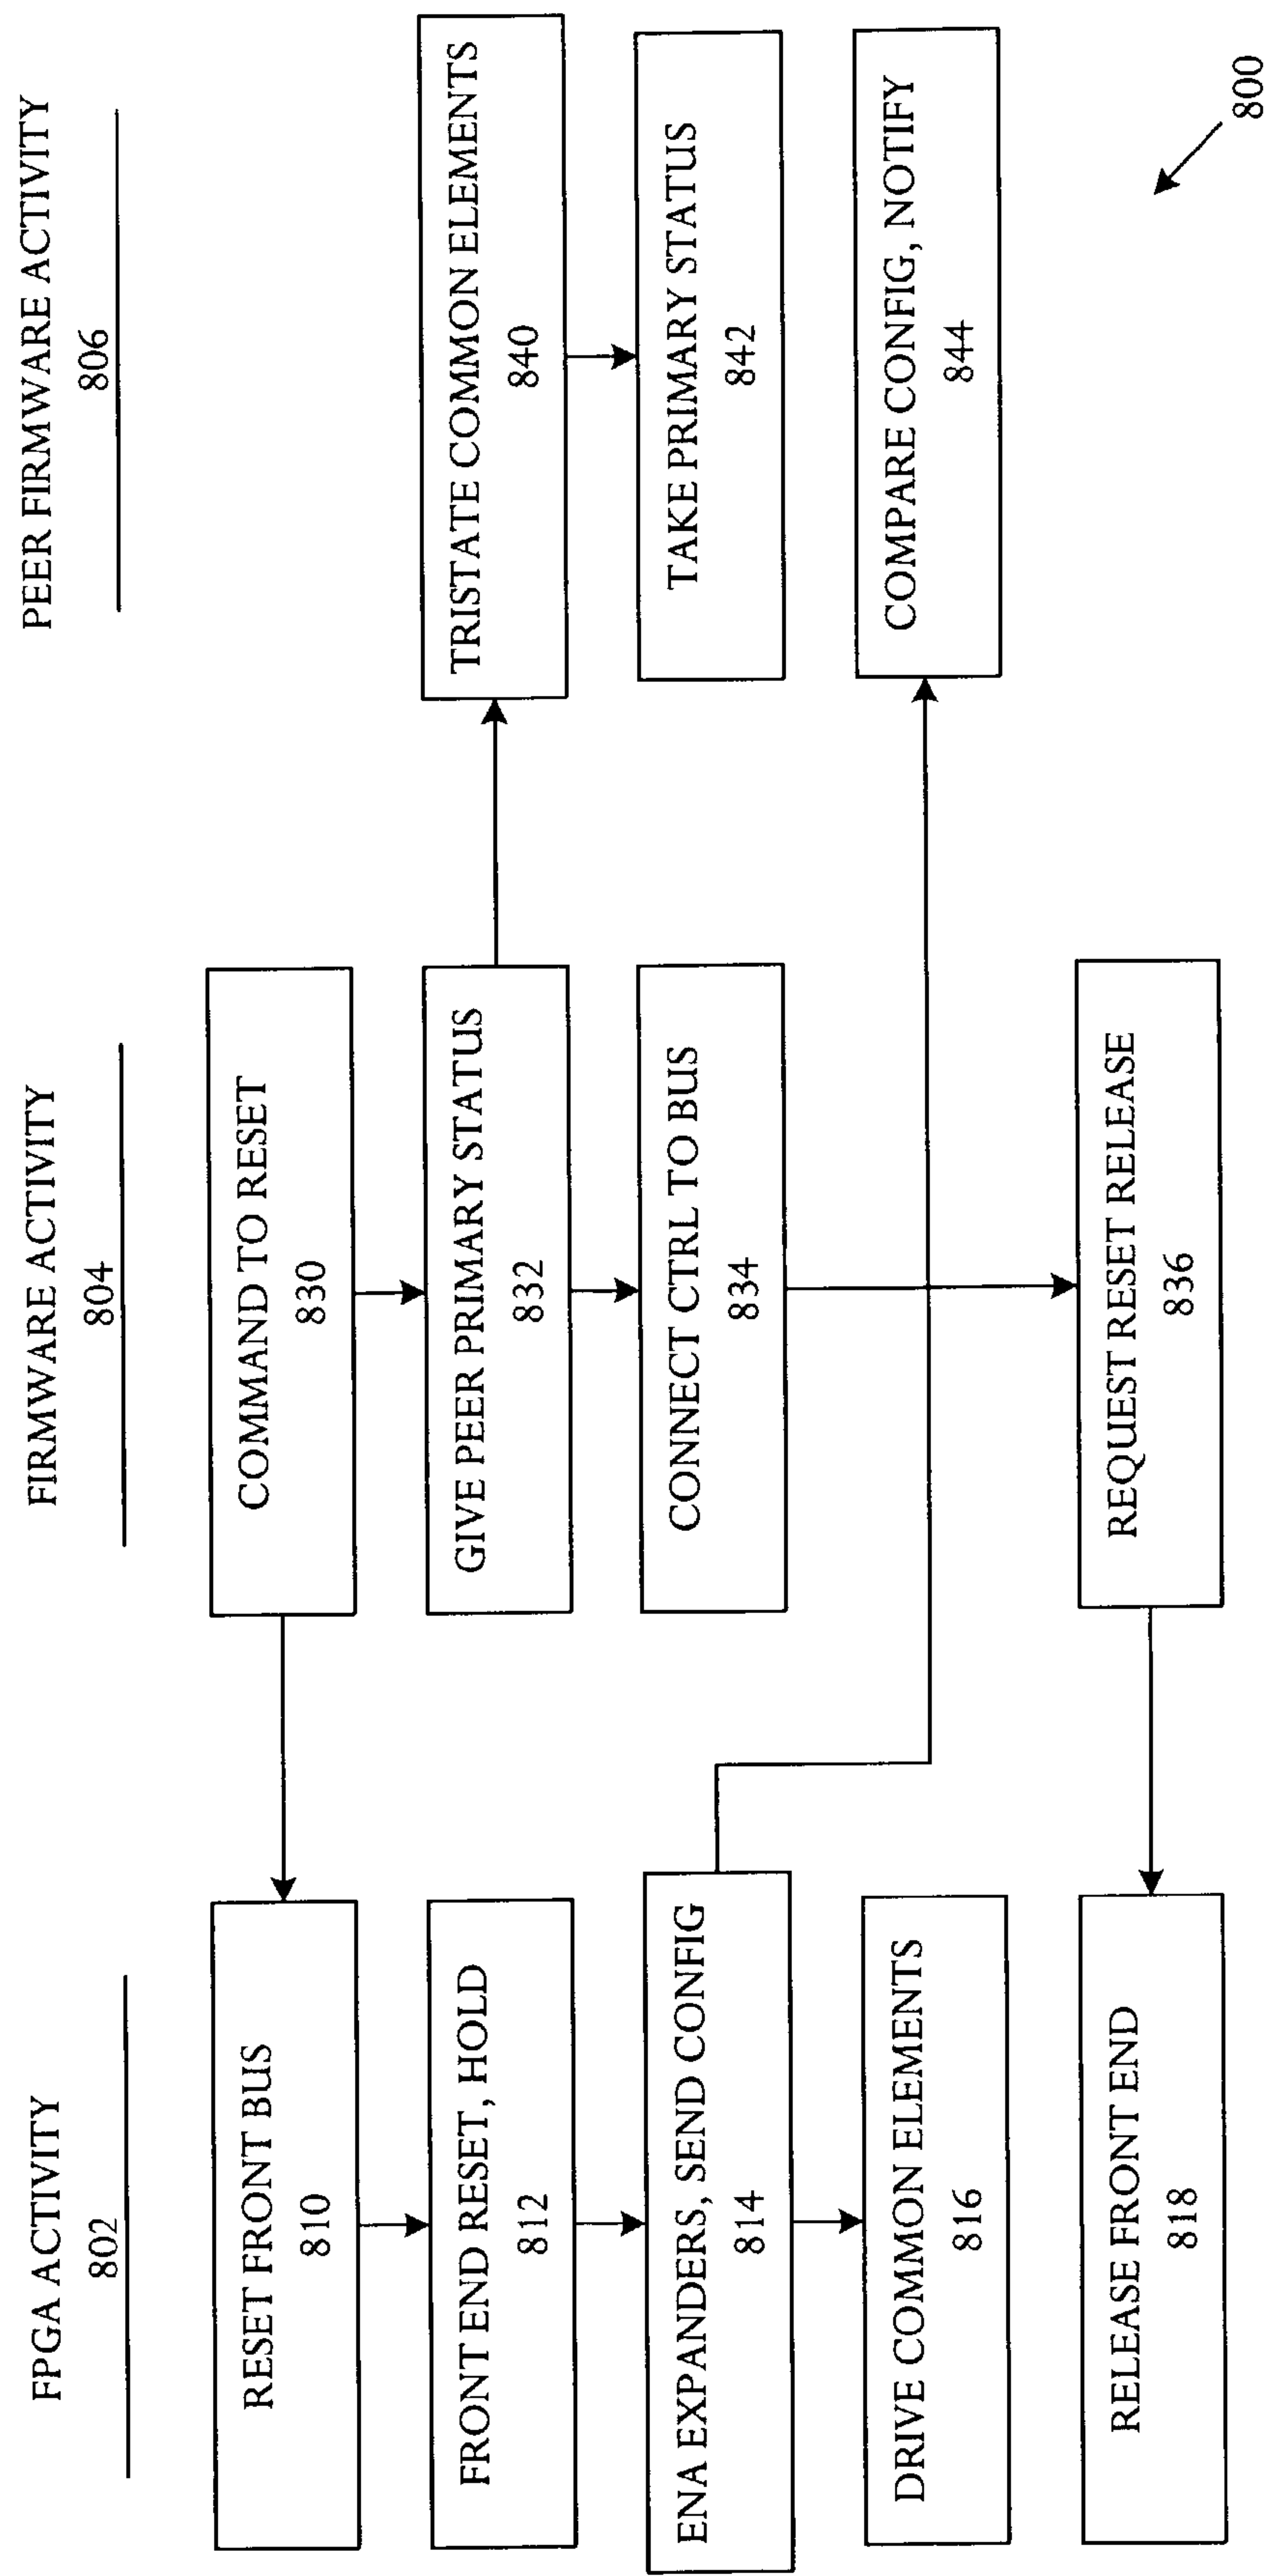 FPGA ACTIVITY
802
FIRMWARE ACTIVITY
804
PEER FIRMWARE ACTIVITY
806
RESET FRONT BUS
810
COMMAND TO RESET
830
FRONT END RESET, HOLD
812
GIVE PEER PRIMARY STATUS
832
TRISTATE COMMON ELEMENTS
840
ENA EXPANDERS, SEND CONFIG
814
CONNECT CTRL TO BUS
834
TAKE PRIMARY STATUS
842
DRIVE COMMON ELEMENTS
816
COMPARE CONFIG, NOTIFY
844
RELEASE FRONT END
818
REQUEST RESET RELEASE
836
800